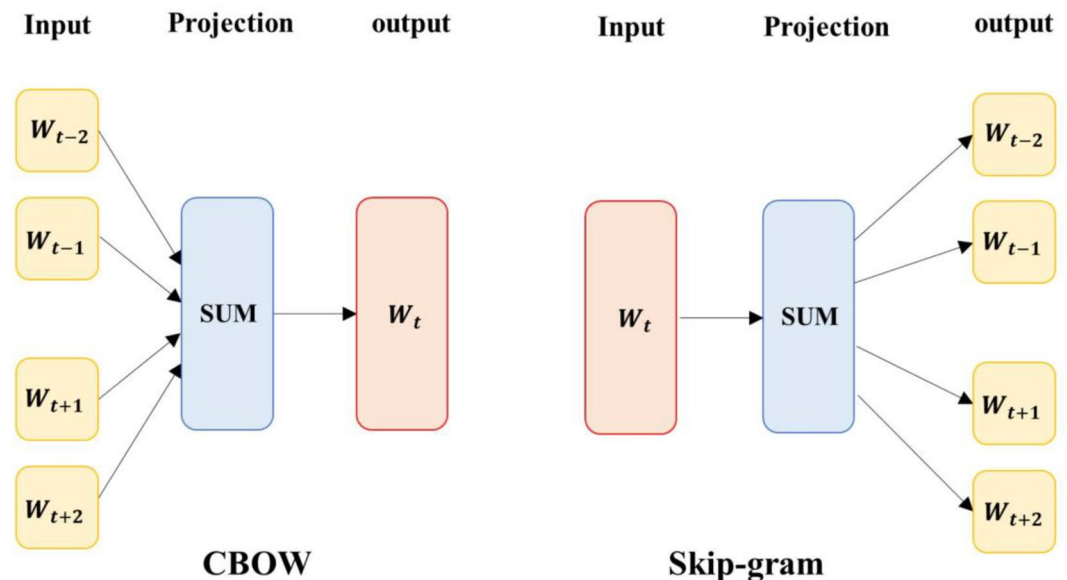 Input Projection output Input Projection output
W_{t-2} W_{t-2}
W_{t-1} W_{t-1}
SUM W_t W_t SUM
W_{t+1} W_{t+1}
W_{t+2} W_{t+2}
CBOW Skip-gram